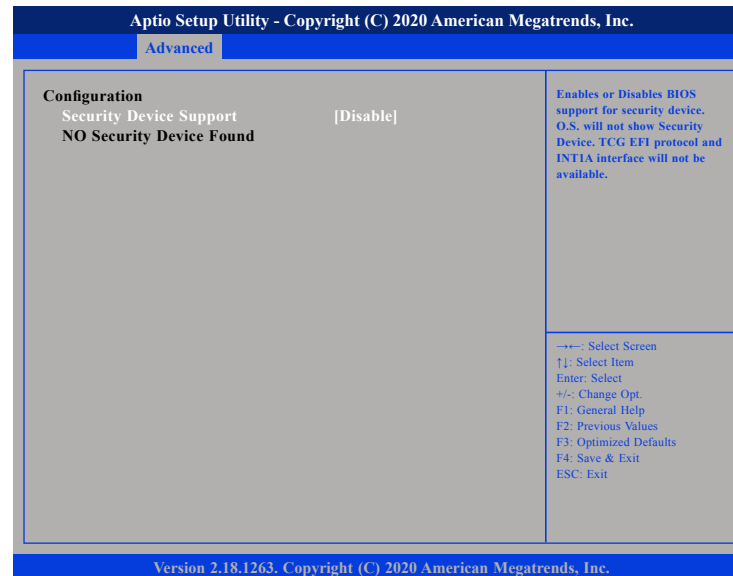 Aptio Setup Utility - Copyright (C) 2020 American Megatrends, Inc.
Advanced
Configuration
Security Device Support [Disable]
NO Security Device Found
Enables or Disables BIOS
support for security device.
O.S. will not show Security
Device. TCG EFI protocol and
INT1A interface will not be
available.
→←: Select Screen
↑↓: Select Item
Enter: Select
+/-: Change Opt.
F1: General Help
F2: Previous Values
F3: Optimized Defaults
F4: Save & Exit
ESC: Exit
Version 2.18.1263. Copyright (C) 2020 American Megatrends, Inc.